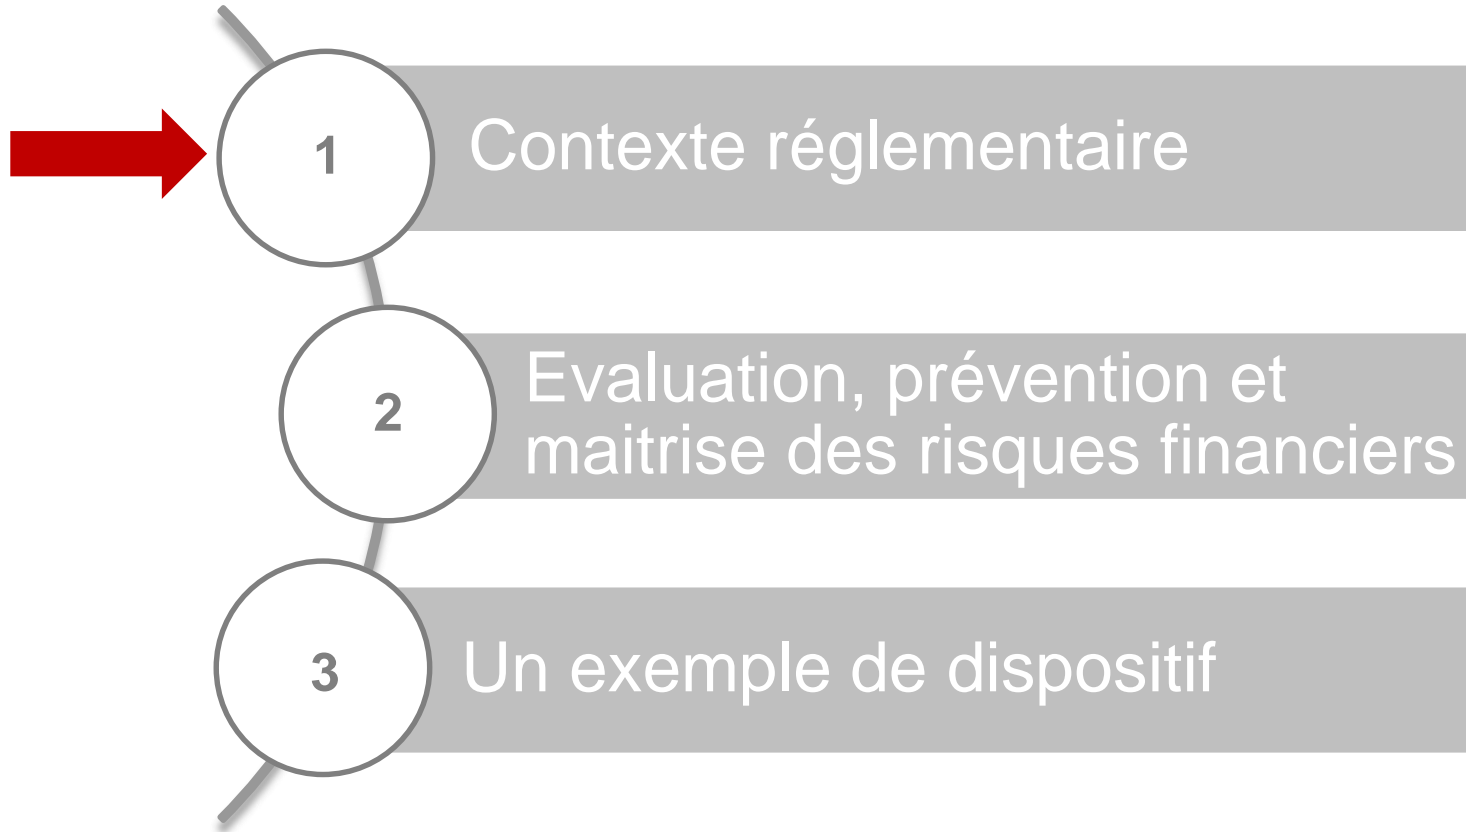 1
Contexte réglementaire
2
Evaluation, prévention et
maitrise des risques financiers
3
Un exemple de dispositif